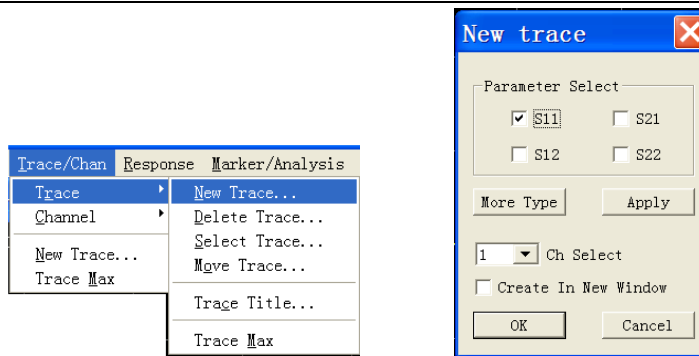 Trace/Chan Response Marker/Analysis
Trace
Channel
New Trace...
Trace Max
New Trace...
Delete Trace...
Select Trace...
Move Trace...
Trace Title...
Trace Max
New trace
Parameter Select
S11 S21
S12 S22
More Type Apply
1 Ch Select
Create In New Window
OK Cancel